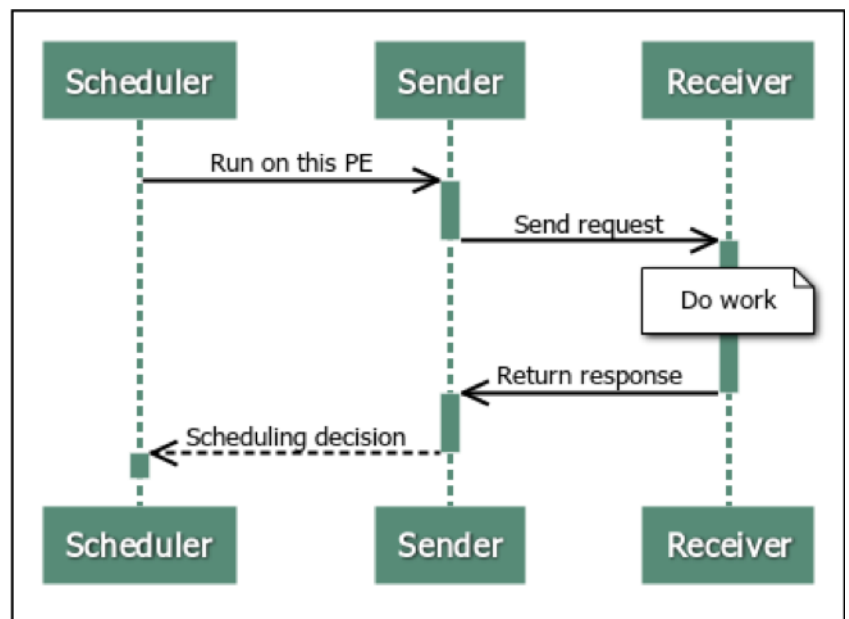 Scheduler
Sender
Receiver
Run on this PE
Send request
Do work
Return response
Scheduling decision
Scheduler
Sender
Receiver